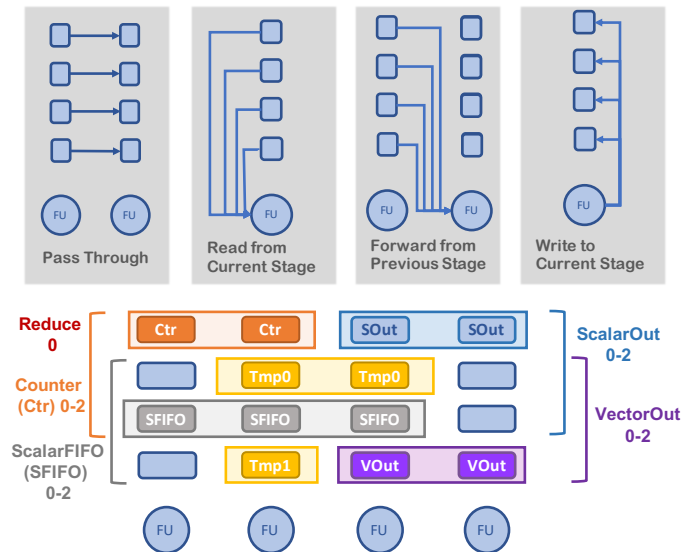 FU FU
Pass Through
FU
Read from
Current Stage
FU FU
Forward from
Previous Stage
FU
Write to
Current Stage
Reduce
0
Counter
(Ctr) 0-2
ScalarFIFO
(SFIFO)
0-2
Ctr Ctr SOut SOut
Tmp0 Tmp0
SFIFO SFIFO SFIFO
Tmp1 VOut VOut
FU FU FU FU
ScalarOut
0-2
VectorOut
0-2